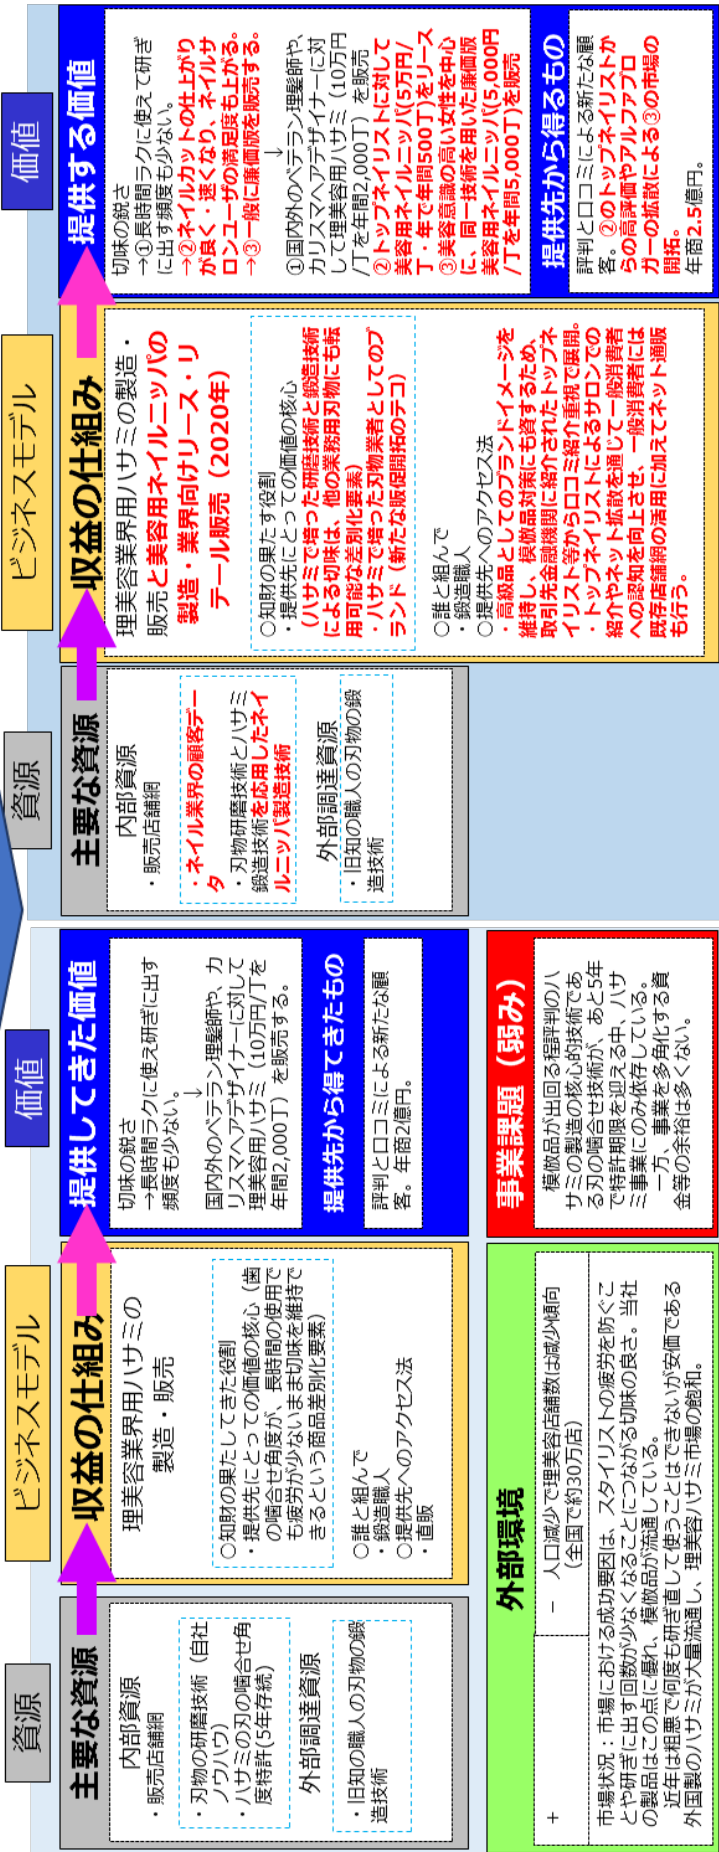 資源
ビジネスモデル
価値
主要な資源
内部資源
・販売店舗網
・刃物の研磨技術（自社
ノウハウ）
・ハサミの刃の噛合せ角
度特許(5年存続)
外部調達資源
・旧知の職人の刃物の鍛
造技術
収益の仕組み
理美容業界用ハサミの
製造・販売
○知財の果たしてきた役割
・提供先にとっての価値の核心（歯
の噛合せ角度が、長時間の使用で
も疲労が少ないまま切味を維持で
きるという商品差別化要素）
○誰と組んで
・鍛造職人
○提供先へのアクセス法
・直販
提供してきた価値
切味の鋭さ
→長時間ラクに使え研ぎに出す
頻度も少ない。
↓
国内外のベテラン理髪師や、カ
リスマヘアデザイナーに対して
理美容用ハサミ（10万円/丁を
年間2,000丁）を販売する。
提供先から得てきたもの
評判と口コミによる新たな顧
客。年商2億円。
外部環境
＋
－ 人口減少で理美容店舗数は減少傾向
（全国で約30万店）
市場状況：市場における成功要因は、スタイリストの疲労を防ぐこ
とや研ぎに出す回数が少なくなることにつながる切味の良さ。当社
の製品はこの点に優れ、模倣品が流通している。
近年は粗悪で何度も研ぎ直して使うことはできないが安価である
外国製のハサミが大量流通し、理美容ハサミ市場の飽和。
事業課題（弱み）
模倣品が出回る程評判のハ
サミの製造の核心的技術であ
る刃の噛合せ技術が、あと5年
で特許期限を迎える中、ハサ
ミ事業にのみ依存している。
一方、事業を多角化する資
金等の余裕は多くない。
資源
ビジネスモデル
価値
主要な資源
内部資源
・販売店舗網
・ネイル業界の顧客デー
タ
・刃物研磨技術とハサミ
鍛造技術を応用したネイ
ルニッパ製造技術
外部調達資源
・旧知の職人の刃物の鍛
造技術
収益の仕組み
理美容業界用ハサミの製造・
販売と美容用ネイルニッパの
製造・業界向けリース・リ
テール販売（2020年）
○知財の果たす役割
・提供先にとっての価値の核心
（ハサミで培った研磨技術と鍛造技術
による切味は、他の業務用刃物にも転
用可能な差別化要素）
・ハサミで培った刃物業者としてのブ
ランド（新たな販促開拓のテコ）
○誰と組んで
・鍛造職人
○提供先へのアクセス法
・高級品としてのブランドイメージを
維持し、模倣品対策にも資するため、
取引先金融機関に紹介されたトップネ
イリスト等から口コミ紹介重視で展開。
・トップネイリストによるサロンでの
紹介やネット拡散を通じて一般消費者
への認知を向上させ、一般消費者には
既存店舗網の活用に加えてネット通販
も行う。
提供する価値
切味の鋭さ
→①長時間ラクに使えて研ぎ
に出す頻度も少ない。
→②ネイルカットの仕上がり
が良く・速くなり、ネイルサ
ロンユーザの満足度も上がる。
→③一般に廉価版を販売する。
↓
①国内外のベテラン理髪師や、
カリスマヘアデザイナーに対
して理美容用ハサミ（10万円
/丁を年間2,000丁）を販売
②トップネイリストに対して
美容用ネイルニッパ(5万円/
丁・年で年間500丁)をリース
③美容意識の高い女性を中心
に、同一技術を用いた廉価版
美容用ネイルニッパ(5,000円
/丁を年間5,000丁)を販売
提供先から得るもの
評判と口コミによる新たな顧
客。②のトップネイリストか
らの高評価やアルファブロ
ガーの拡散による③の市場の
開拓。
年商2.5億円。